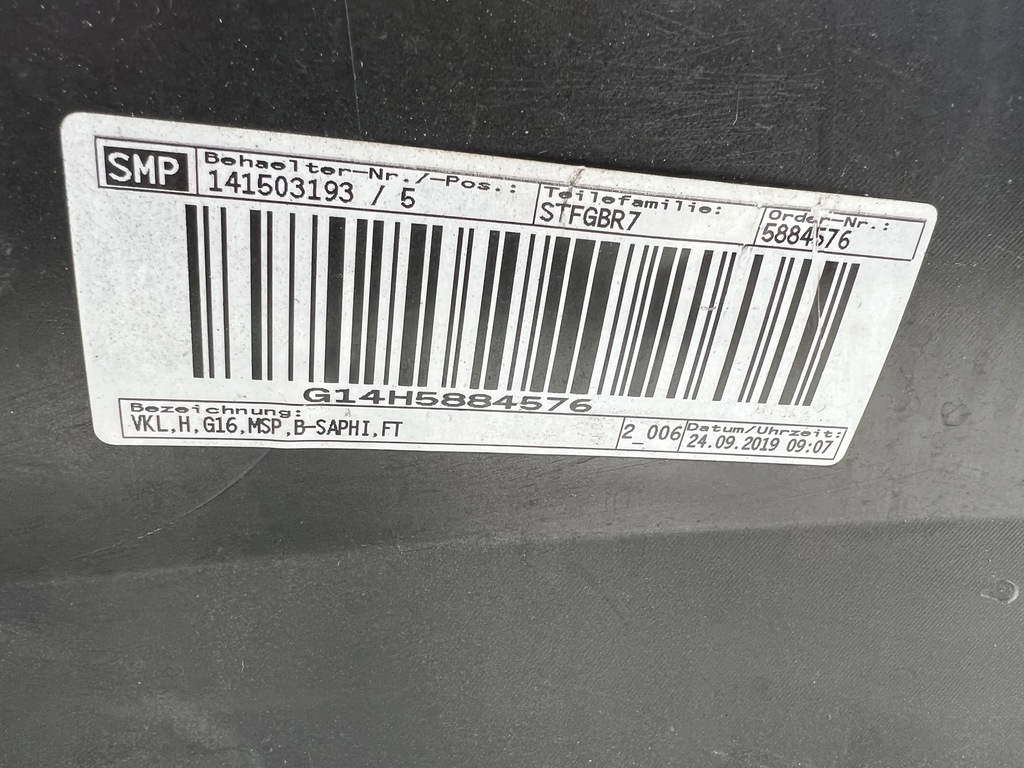 SMP
Behaelter-Nr./-Pos.:
141503193 / 5
Teilefamilie:
STFGBR7
Order-Nr.:
5884576
G14H5884576
Bezeichnung:
VKL,H,G16,MSP,B-SAPHI,FT
2_006
Datum/Uhrzeit:
24.09.2019 09:07